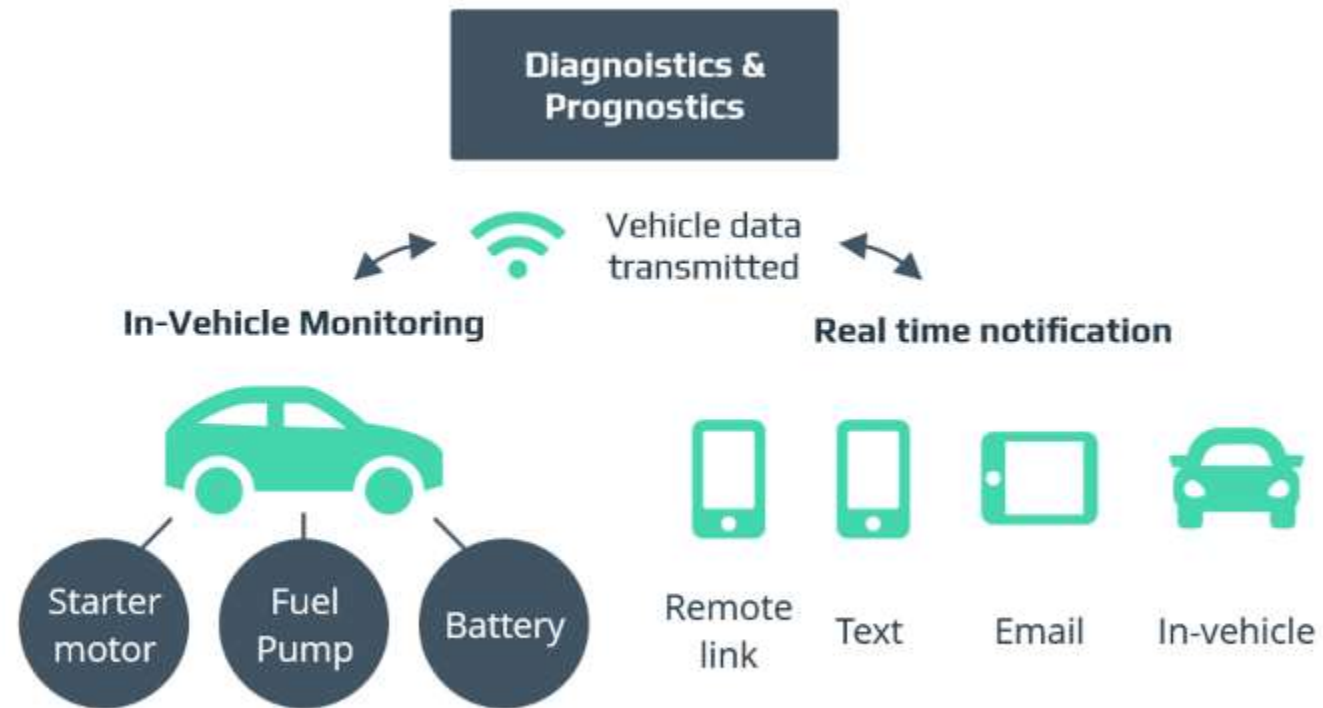 Diagnoistics &
Prognostics
Vehicle data
transmitted
In-Vehicle Monitoring
Real time notification
Starter
motor
Fuel
Pump
Battery
Remote
link
Text
Email
In-vehicle